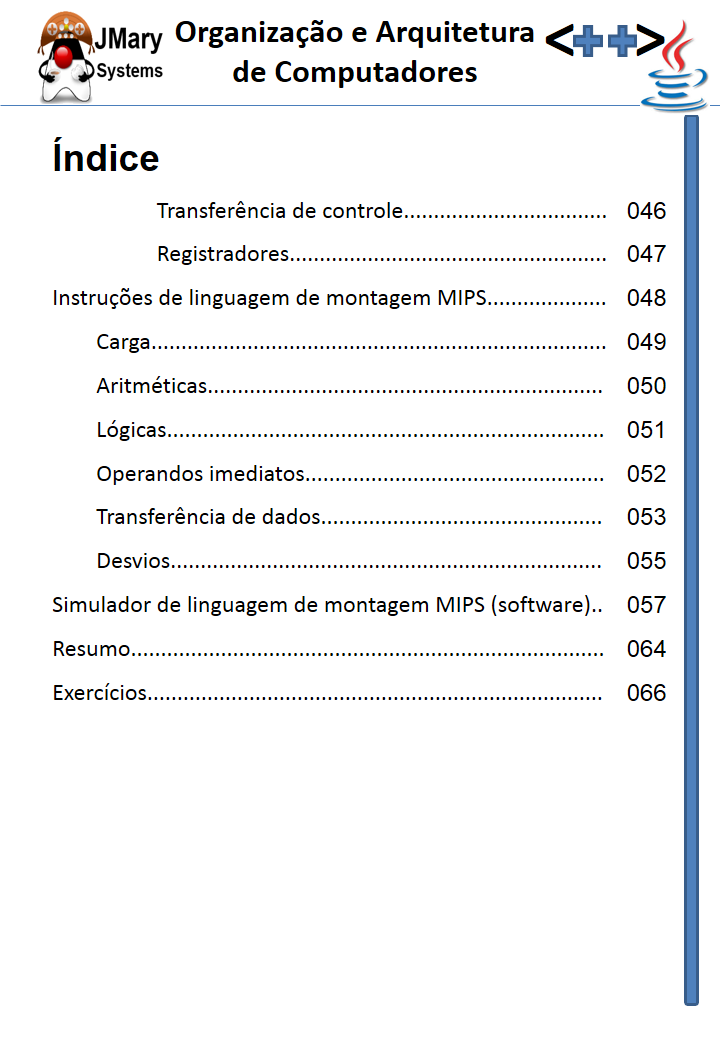 JMary
Systems
Organização e Arquitetura
de Computadores
<++>
Índice
Transferência de controle.................................. 046
Registradores..................................................... 047
Instruções de linguagem de montagem MIPS.................... 048
Carga............................................................................ 049
Aritméticas.................................................................. 050
Lógicas......................................................................... 051
Operandos imediatos.................................................. 052
Transferência de dados............................................... 053
Desvios........................................................................ 055
Simulador de linguagem de montagem MIPS (software).. 057
Resumo............................................................................... 064
Exercícios............................................................................ 066